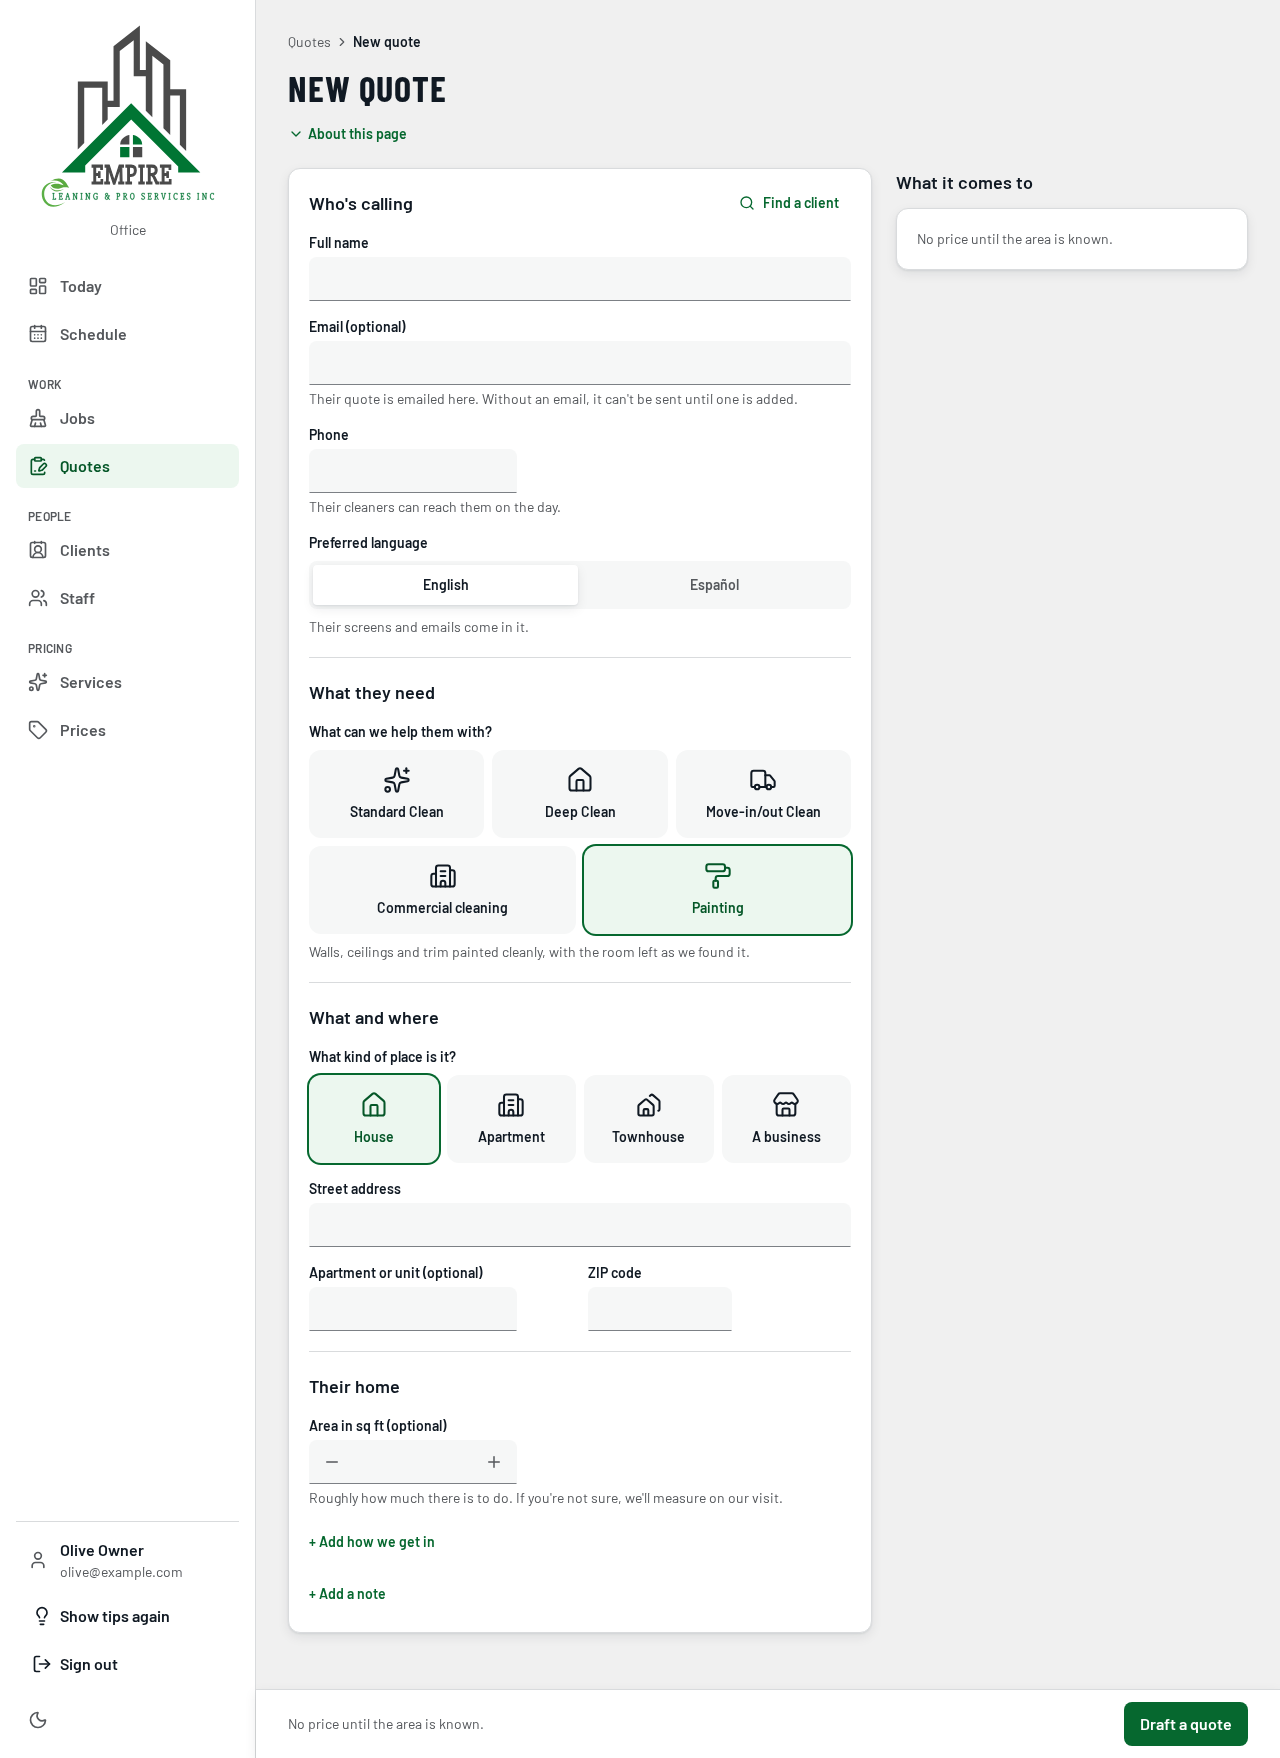 EMPIRE
LEANING & PRO SERVICES INC
Office
Today
Schedule
WORK
Jobs
Quotes
PEOPLE
Clients
Staff
PRICING
Services
Prices
Olive Owner
olive@example.com
Show tips again
Sign out
Quotes > New quote
NEW QUOTE
About this page
Who's calling
Find a client
Full name
Email (optional)
Their quote is emailed here. Without an email, it can't be sent until one is added.
Phone
Their cleaners can reach them on the day.
Preferred language
English
Español
Their screens and emails come in it.
What they need
What can we help them with?
Standard Clean
Deep Clean
Move-in/out Clean
Commercial cleaning
Painting
Walls, ceilings and trim painted cleanly, with the room left as we found it.
What and where
What kind of place is it?
House
Apartment
Townhouse
A business
Street address
Apartment or unit (optional)
ZIP code
Their home
Area in sq ft (optional)
Roughly how much there is to do. If you're not sure, we'll measure on our visit.
+ Add how we get in
+ Add a note
What it comes to
No price until the area is known.
No price until the area is known.
Draft a quote